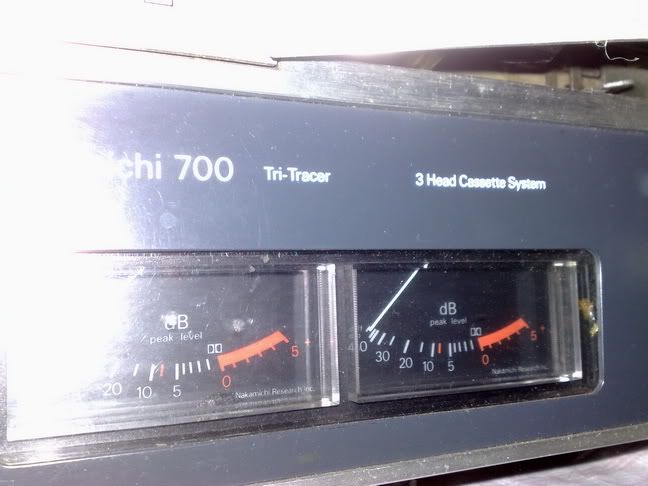 chi 700 Tri-Tracer 3 Head Cassette System
dB
peak level
20 10 5 0 5
Nakamichi Research Inc.
dB
peak level
40 30 20 10 5 0 5 +
Nakamichi Research Inc.